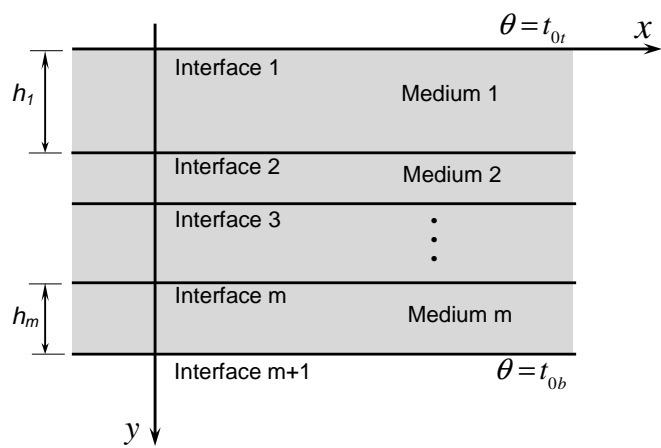 θ = t₀ₜ
x
Interface 1
h₁
Medium 1
Interface 2
Medium 2
Interface 3
Interface m
hₘ
Medium m
Interface m+1
θ = t₀b
y